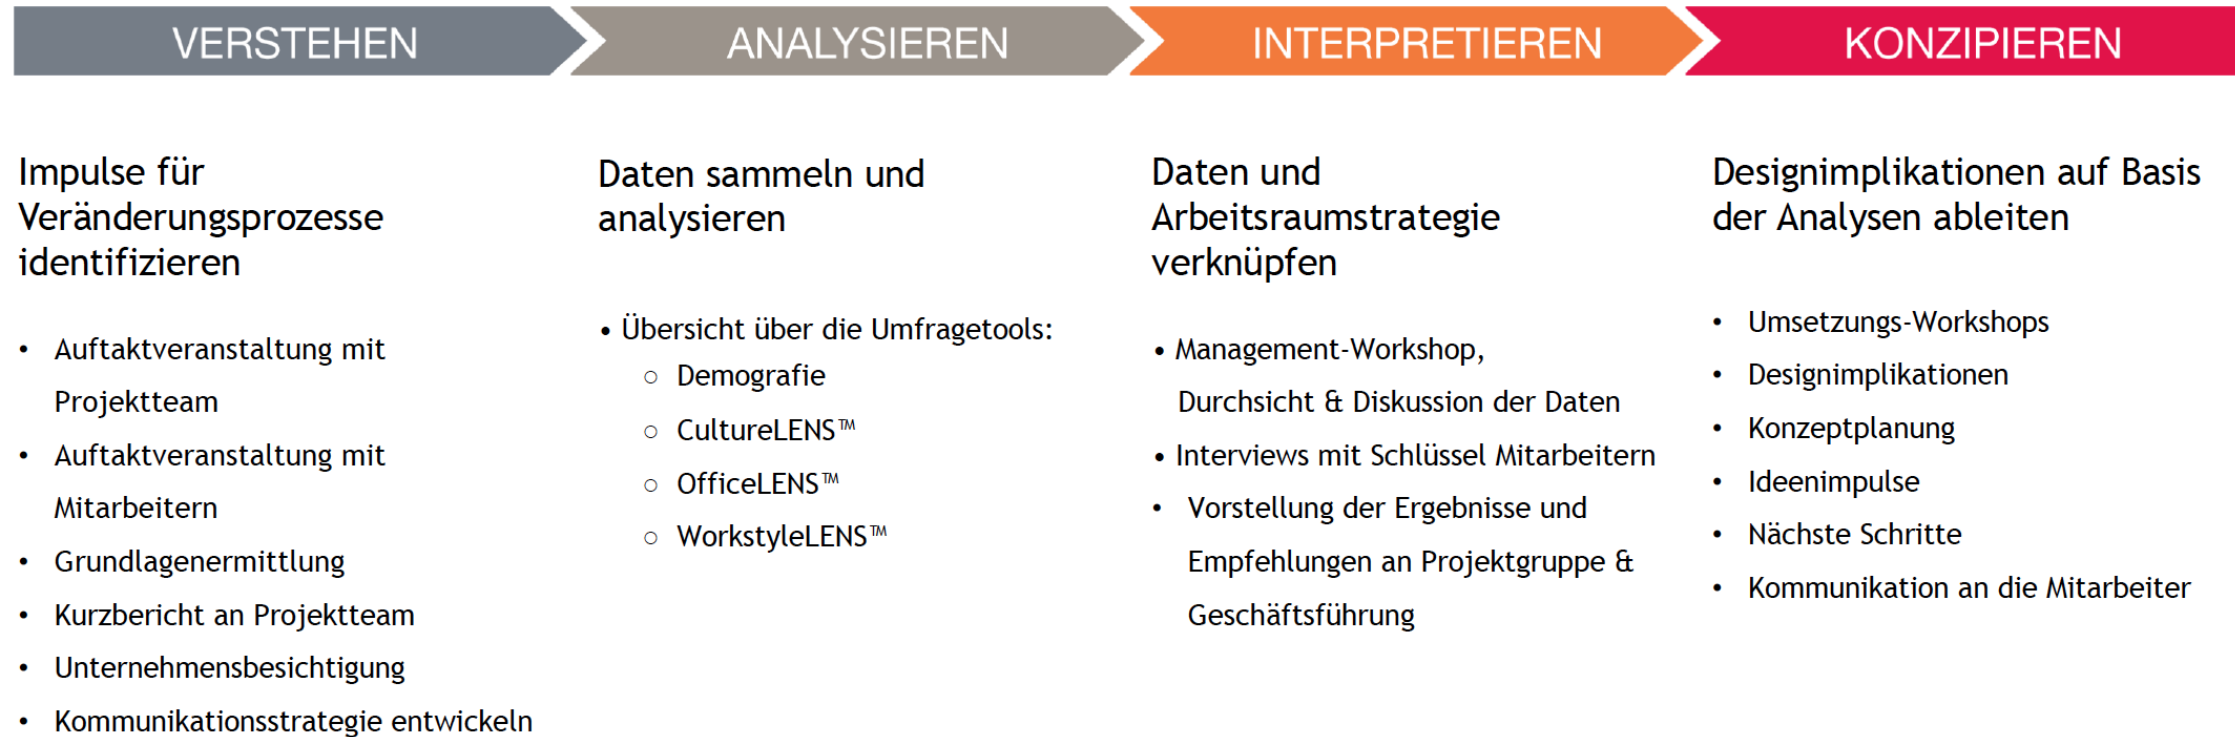 VERSTEHEN
ANALYSIEREN
INTERPRETIEREN
KONZIPIEREN
Impulse für
Veränderungsprozesse
identifizieren
• Auftaktveranstaltung mit
Projektteam
• Auftaktveranstaltung mit
Mitarbeitern
• Grundlagenermittlung
• Kurzbericht an Projektteam
• Unternehmensbesichtigung
• Kommunikationsstrategie entwickeln
Daten sammeln und
analysieren
• Übersicht über die Umfragetools:
○ Demografie
○ CultureLENS™
○ OfficeLENS™
○ WorkstyleLENS™
Daten und
Arbeitsraumstrategie
verknüpfen
• Management-Workshop,
Durchsicht & Diskussion der Daten
• Interviews mit Schlüssel Mitarbeitern
• Vorstellung der Ergebnisse und
Empfehlungen an Projektgruppe &
Geschäftsführung
Designimplikationen auf Basis
der Analysen ableiten
• Umsetzungs-Workshops
• Designimplikationen
• Konzeptplanung
• Ideenimpulse
• Nächste Schritte
• Kommunikation an die Mitarbeiter